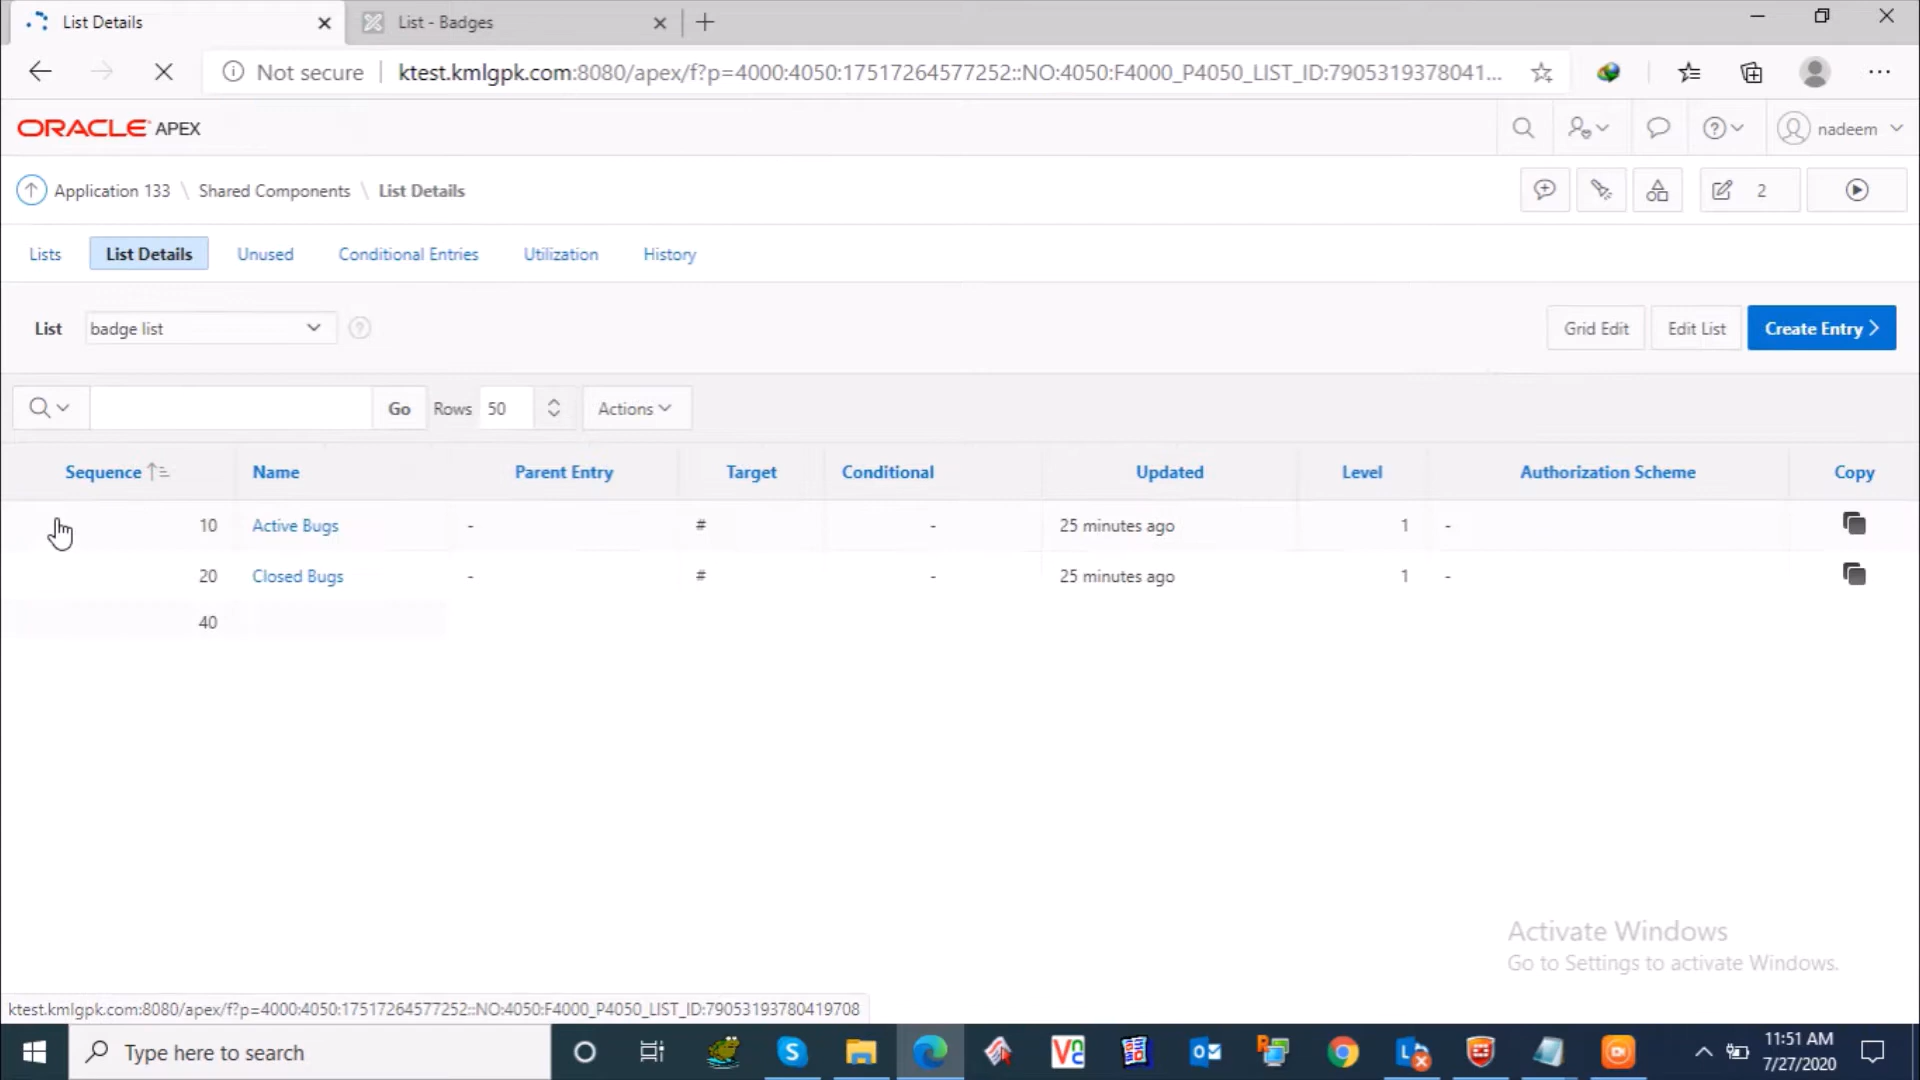 List Details
List - Badges
Not secure
ktest.kmlgpk.com:8080/apex/f?p=4000:4050:17517264577252::NO:4050:F4000_P4050_LIST_ID:7905319378041...
ORACLE APEX
nadeem
Application 133 \ Shared Components \ List Details
2
Lists
List Details
Unused
Conditional Entries
Utilization
History
List
badge list
Grid Edit
Edit List
Create Entry
Go
Rows
50
Actions
Sequence Name Parent Entry Target Conditional Updated Level Authorization Scheme Copy
10 Active Bugs - # - 25 minutes ago 1 -
20 Closed Bugs - # - 25 minutes ago 1 -
40
Activate Windows
Go to Settings to activate Windows.
ktest.kmlgpk.com:8080/apex/f?p=4000:4050:17517264577252::NO:4050:F4000_P4050_LIST_ID:79053193780419708
Type here to search
11:51 AM
7/27/2020